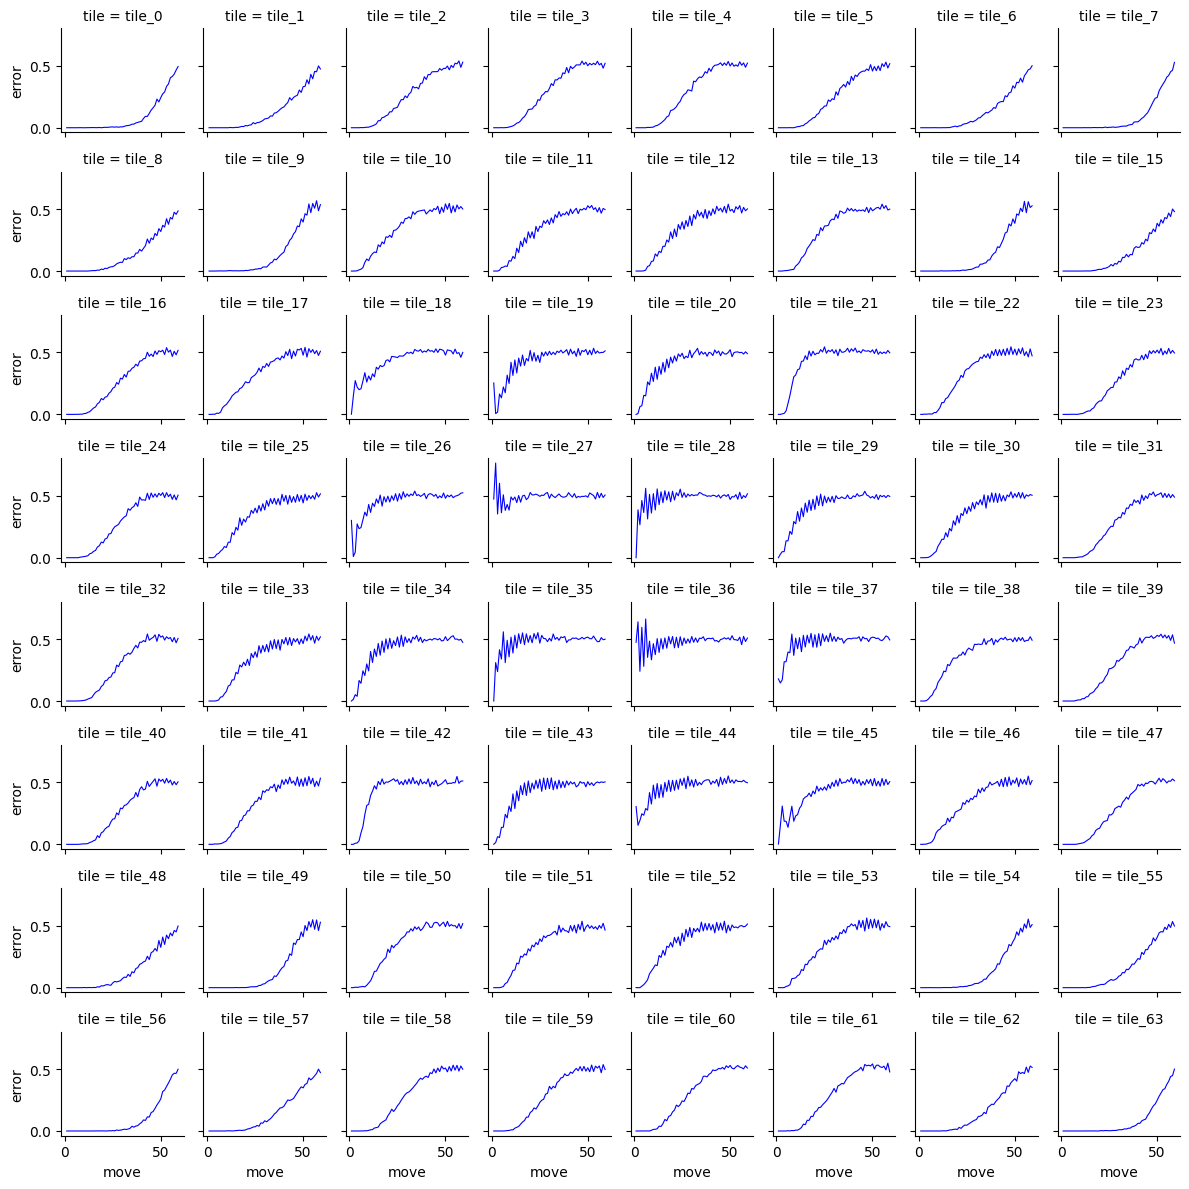 tile = tile_0 tile = tile_1 tile = tile_2 tile = tile_3 tile = tile_4 tile = tile_5 tile = tile_6 tile = tile_7
0.5
error
0.0
tile = tile_8 tile = tile_9 tile = tile_10 tile = tile_11 tile = tile_12 tile = tile_13 tile = tile_14 tile = tile_15
0.5
error
0.0
tile = tile_16 tile = tile_17 tile = tile_18 tile = tile_19 tile = tile_20 tile = tile_21 tile = tile_22 tile = tile_23
0.5
error
0.0
tile = tile_24 tile = tile_25 tile = tile_26 tile = tile_27 tile = tile_28 tile = tile_29 tile = tile_30 tile = tile_31
0.5
error
0.0
tile = tile_32 tile = tile_33 tile = tile_34 tile = tile_35 tile = tile_36 tile = tile_37 tile = tile_38 tile = tile_39
0.5
error
0.0
tile = tile_40 tile = tile_41 tile = tile_42 tile = tile_43 tile = tile_44 tile = tile_45 tile = tile_46 tile = tile_47
0.5
error
0.0
tile = tile_48 tile = tile_49 tile = tile_50 tile = tile_51 tile = tile_52 tile = tile_53 tile = tile_54 tile = tile_55
0.5
error
0.0
tile = tile_56 tile = tile_57 tile = tile_58 tile = tile_59 tile = tile_60 tile = tile_61 tile = tile_62 tile = tile_63
0.5
error
0.0
0 50 0 50 0 50 0 50 0 50 0 50 0 50 0 50
move move move move move move move move